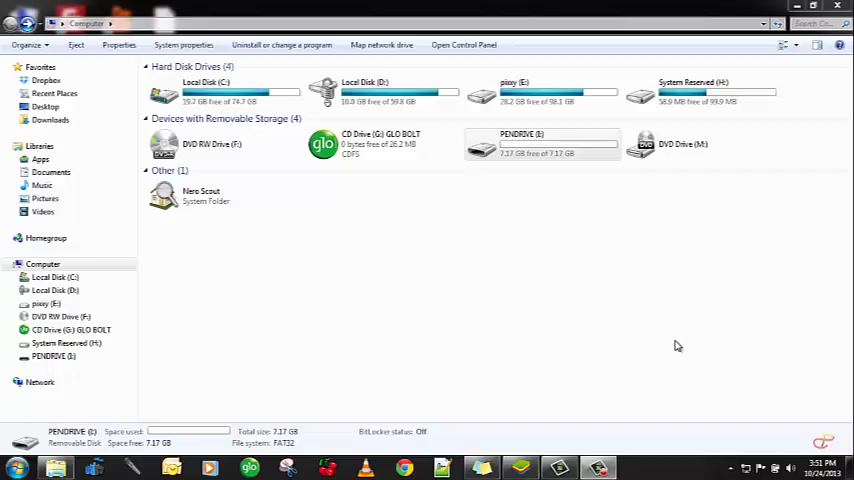 Computer
Search Co...
Organize
Eject
Properties
System properties
Uninstall or change a program
Map network drive
Open Control Panel
Favorites
Dropbox
Recent Places
Desktop
Downloads
Libraries
Apps
Documents
Music
Pictures
Videos
Homegroup
Computer
Local Disk (C:)
Local Disk (D:)
pixxy (E:)
DVD RW Drive (F:)
CD Drive (G:) GLO BOLT
System Reserved (H:)
PENDRIVE (I:)
Network
Hard Disk Drives (4)
Local Disk (C:)
19.7 GB free of 74.7 GB
Local Disk (D:)
10.0 GB free of 59.8 GB
pixxy (E:)
28.2 GB free of 98.1 GB
System Reserved (H:)
58.9 MB free of 99.9 MB
Devices with Removable Storage (4)
DVD RW Drive (F:)
glo
CD Drive (G:) GLO BOLT
0 bytes free of 26.2 MB
CDFS
PENDRIVE (I:)
7.17 GB free of 7.17 GB
DVD
DVD Drive (M:)
Other (1)
Nero Scout
System Folder
PENDRIVE (I:)
Space used:
Total size: 7.17 GB
BitLocker status: Off
Removable Disk
Space free: 7.17 GB
File system: FAT32
glo
3:51 PM
10/24/2013